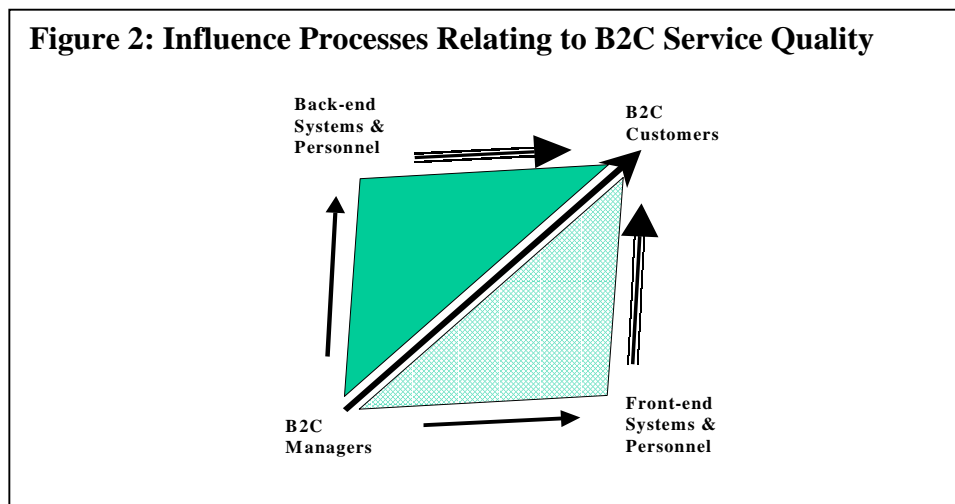 Figure 2: Influence Processes Relating to B2C Service Quality
Back-end
Systems &
Personnel
B2C
Customers
B2C
Managers
Front-end
Systems &
Personnel